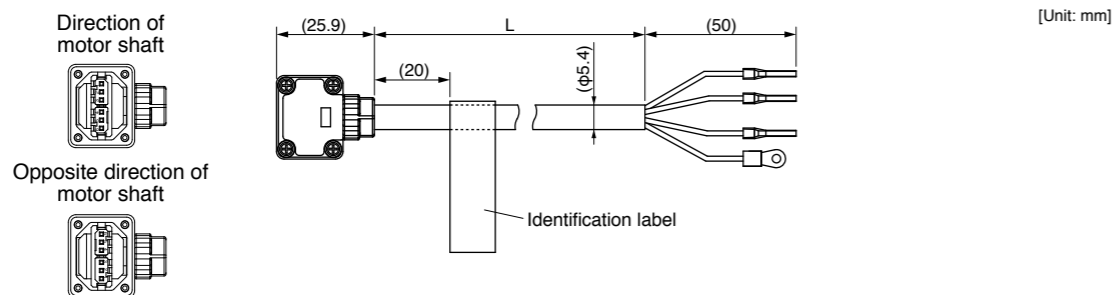 [Unit: mm]
Direction of
motor shaft
(25.9)
L
(50)
(20)
(ϕ5.4)
Opposite direction of
motor shaft
Identification label